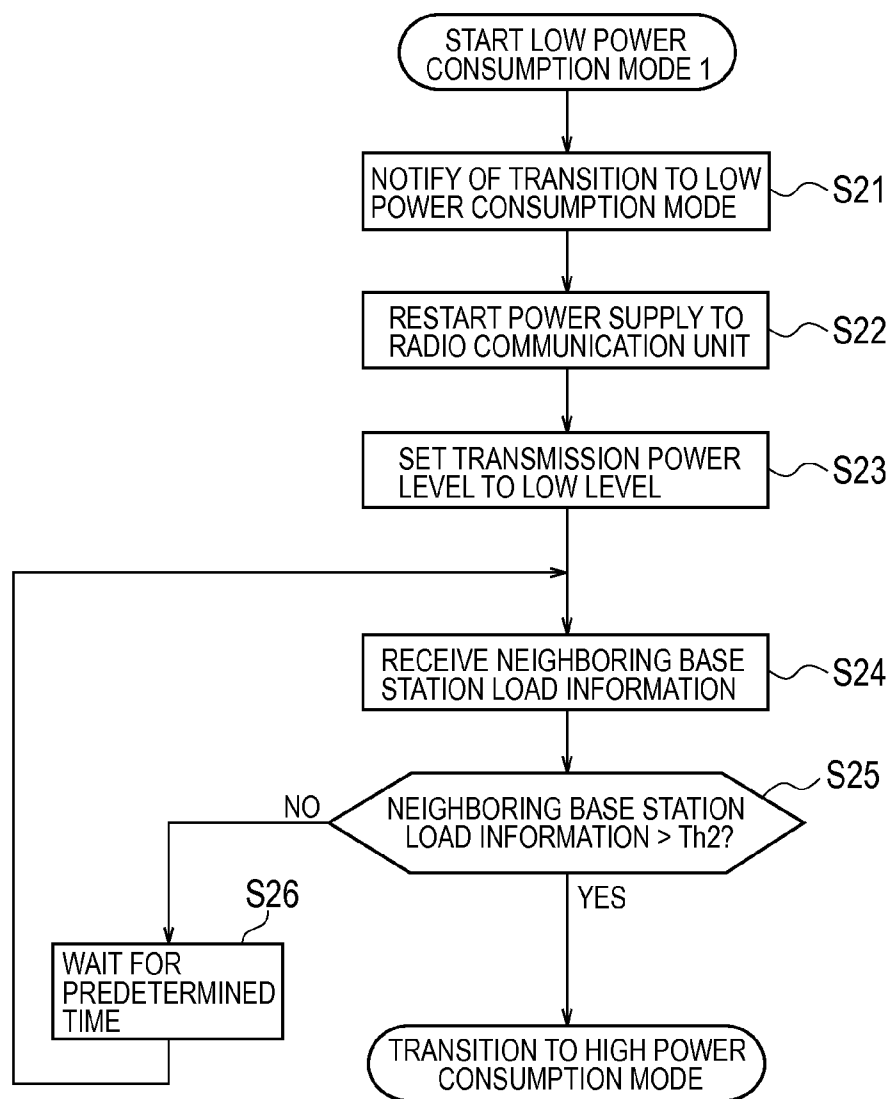 START LOW POWER
CONSUMPTION MODE 1
NOTIFY OF TRANSITION TO LOW
POWER CONSUMPTION MODE
S21
RESTART POWER SUPPLY TO
RADIO COMMUNICATION UNIT
S22
SET TRANSMISSION POWER
LEVEL TO LOW LEVEL
S23
RECEIVE NEIGHBORING BASE
STATION LOAD INFORMATION
S24
NEIGHBORING BASE STATION
LOAD INFORMATION > Th2?
S25
NO
YES
S26
WAIT FOR
PREDETERMINED
TIME
TRANSITION TO HIGH POWER
CONSUMPTION MODE